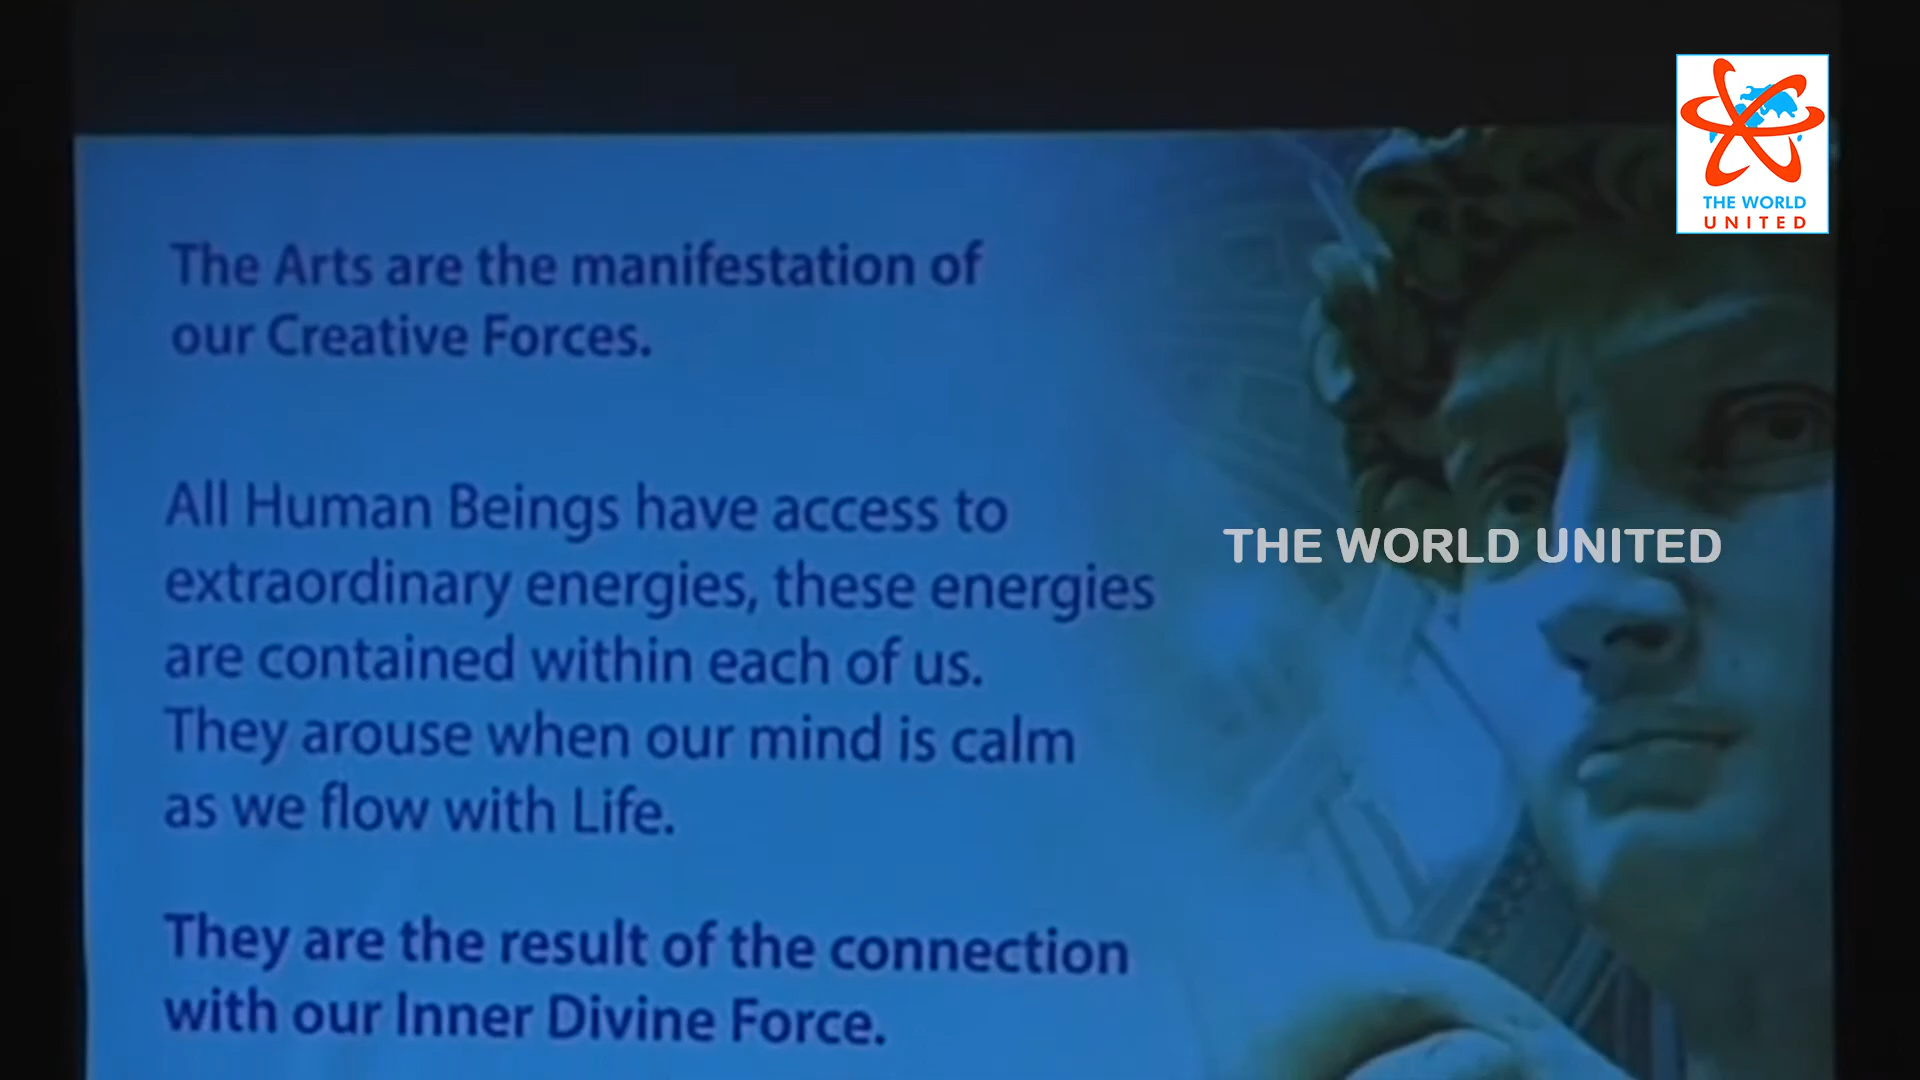 The Arts are the manifestation of
our Creative Forces.
All Human Beings have access to
extraordinary energies, these energies
are contained within each of us.
They arouse when our mind is calm
as we flow with Life.
They are the result of the connection
with our Inner Divine Force.
THE WORLD UNITED
THE WORLD
UNITED